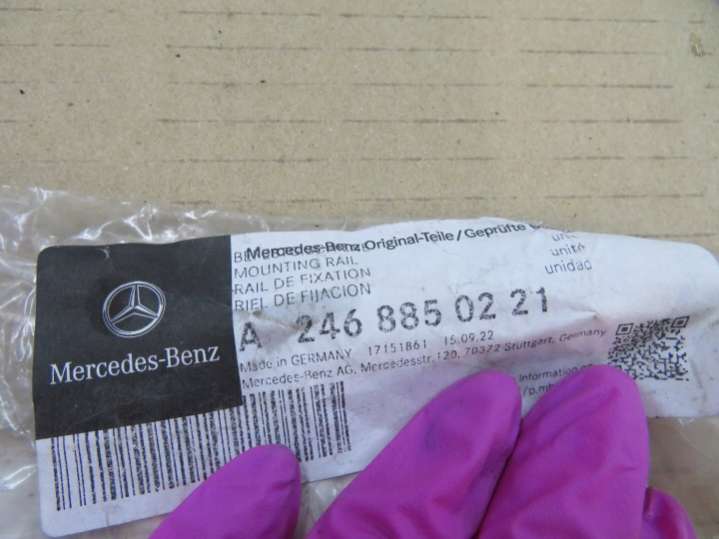 Mercedes-Benz Original-Teile / Geprüfte
MOUNTING RAIL
RAIL DE FIXATION
RIEL DE FIJACION
unité
unidad
A 246 885 02 21
Made in GERMANY 17151861 15.09.22
Mercedes-Benz AG, Mercedesstr. 120, 70372 Stuttgart, Germany
information
Mercedes-Benz